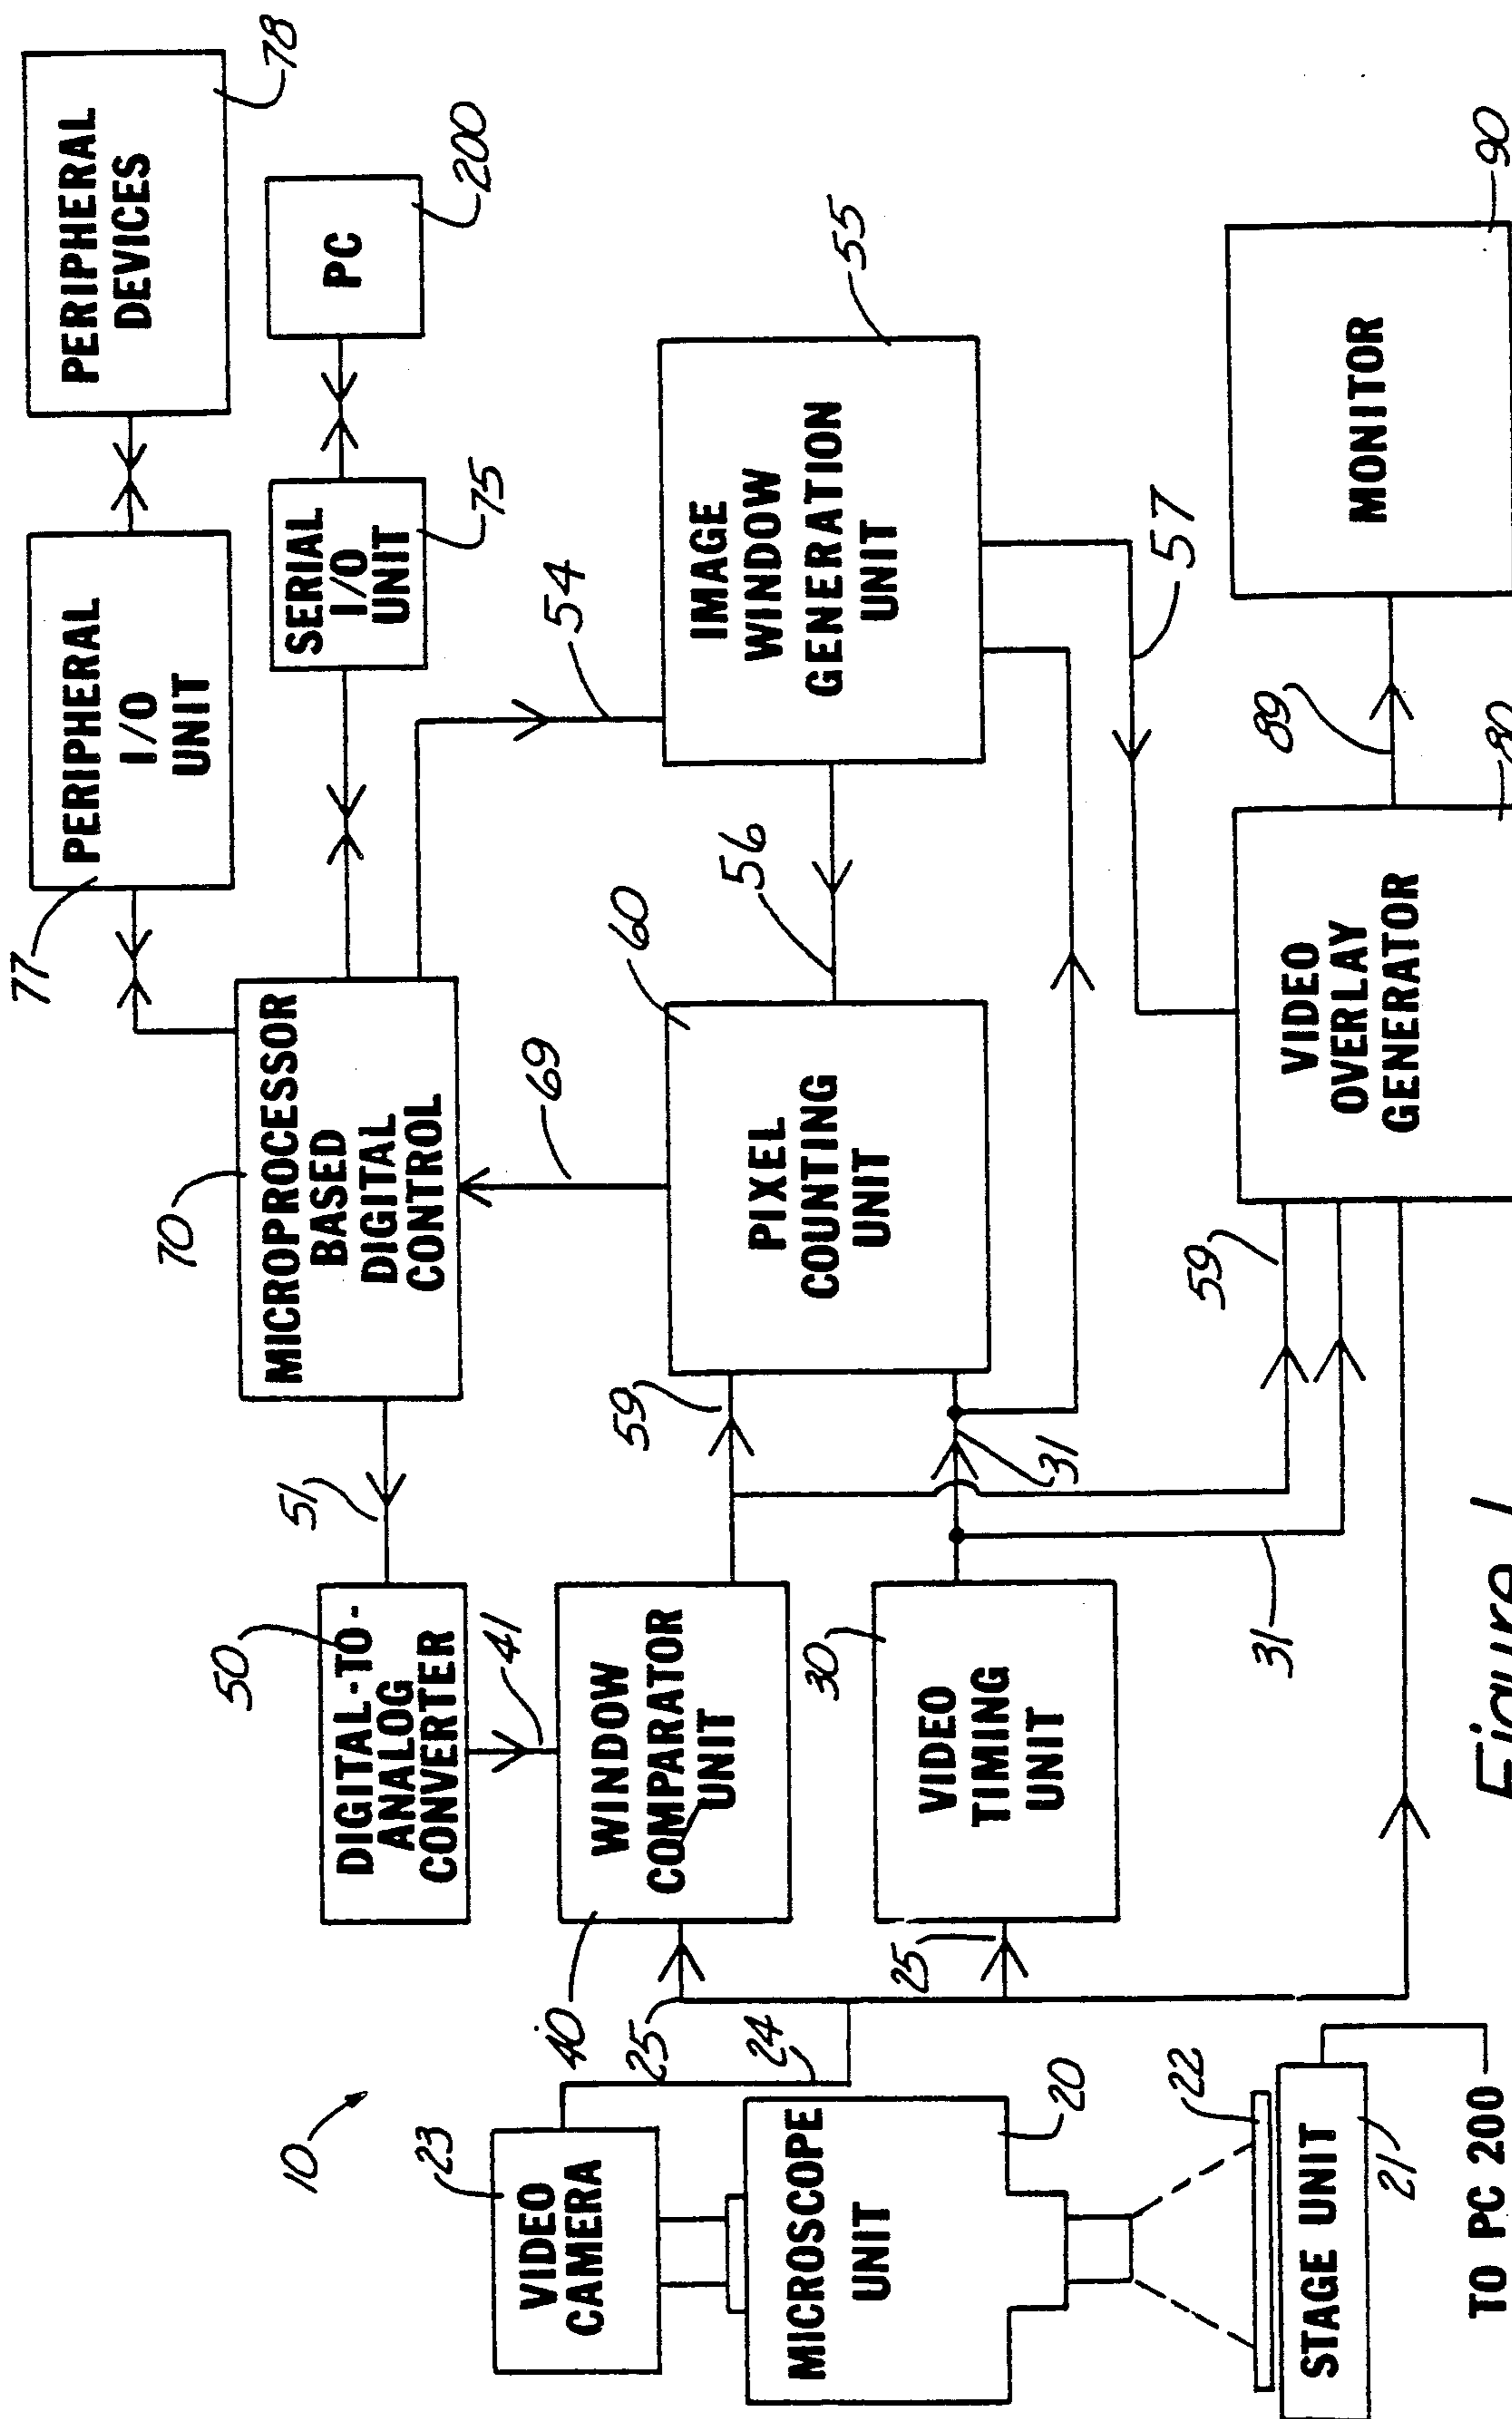 10
23
VIDEO
CAMERA
24
25
25
MICROSCOPE
UNIT
20
22
STAGE UNIT
21
TO PC 200
50
DIGITAL-TO-
ANALOG
CONVERTER
51
41
40
WINDOW
COMPARATOR
UNIT
30
VIDEO
TIMING
UNIT
31
31
59
59
70
MICROPROCESSOR
BASED
DIGITAL
CONTROL
69
60
PIXEL
COUNTING
UNIT
56
54
77
PERIPHERAL
I/O
UNIT
PERIPHERAL
DEVICES
78
SERIAL
I/O
UNIT
75
PC
200
IMAGE
WINDOW
GENERATION
UNIT
55
57
VIDEO
OVERLAY
GENERATOR
80
89
MONITOR
90
Figure 1